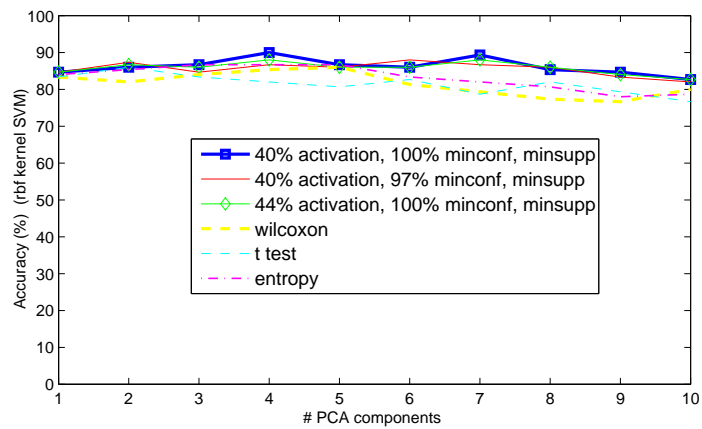 100
90
80
70
60
50
40
30
20
10
0
Accuracy (%)  (rbf kernel SVM)
40% activation, 100% minconf, minsupp
40% activation, 97% minconf, minsupp
44% activation, 100% minconf, minsupp
wilcoxon
t test
entropy
1 2 3 4 5 6 7 8 9 10
# PCA components